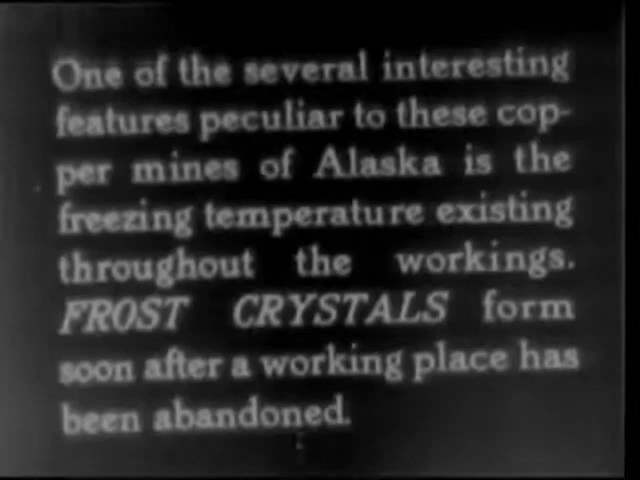 One of the several interesting
features peculiar to these cop-
per mines of Alaska is the
freezing temperature existing
throughout the workings.
FROST CRYSTALS form
soon after a working place has
been abandoned.